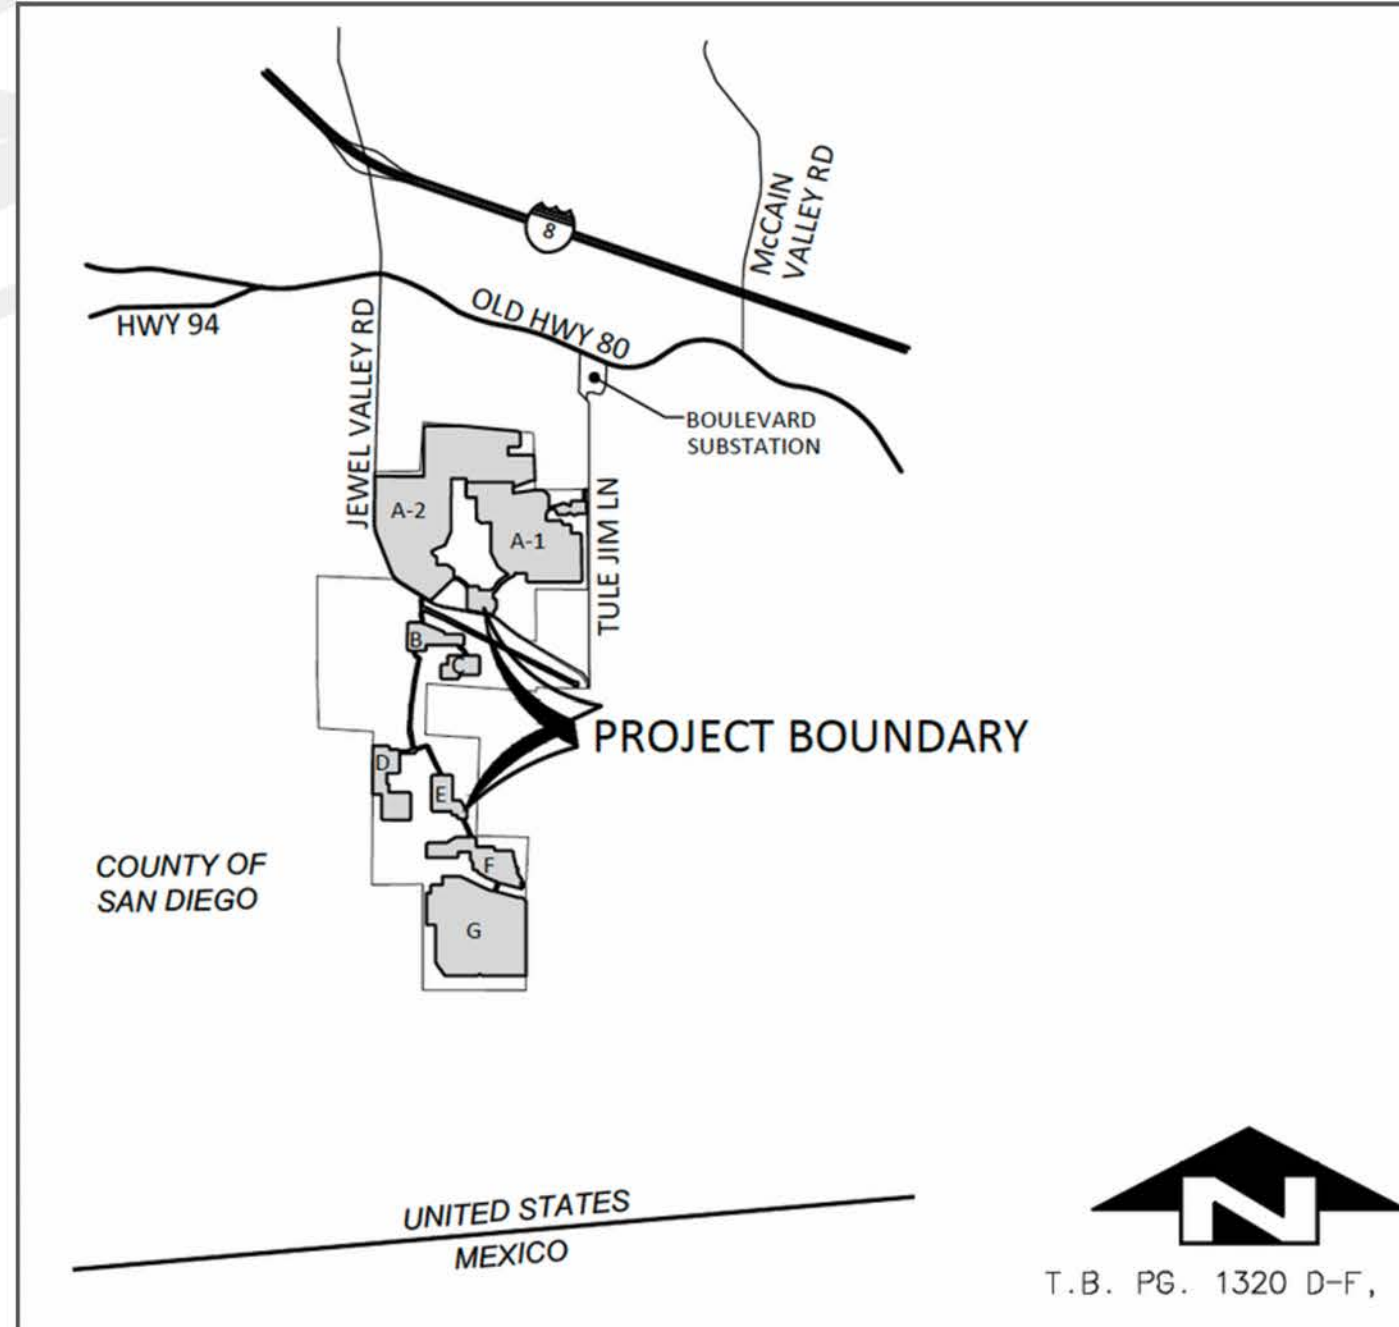 8
McCAIN
VALLEY RD
HWY 94
OLD HWY 80
JEWEL VALLEY RD
BOULEVARD
SUBSTATION
A-2
A-1
TULE JIM LN
B
C
PROJECT BOUNDARY
D
E
COUNTY OF
SAN DIEGO
F
G
UNITED STATES
MEXICO
N
T.B. PG. 1320 D-F,